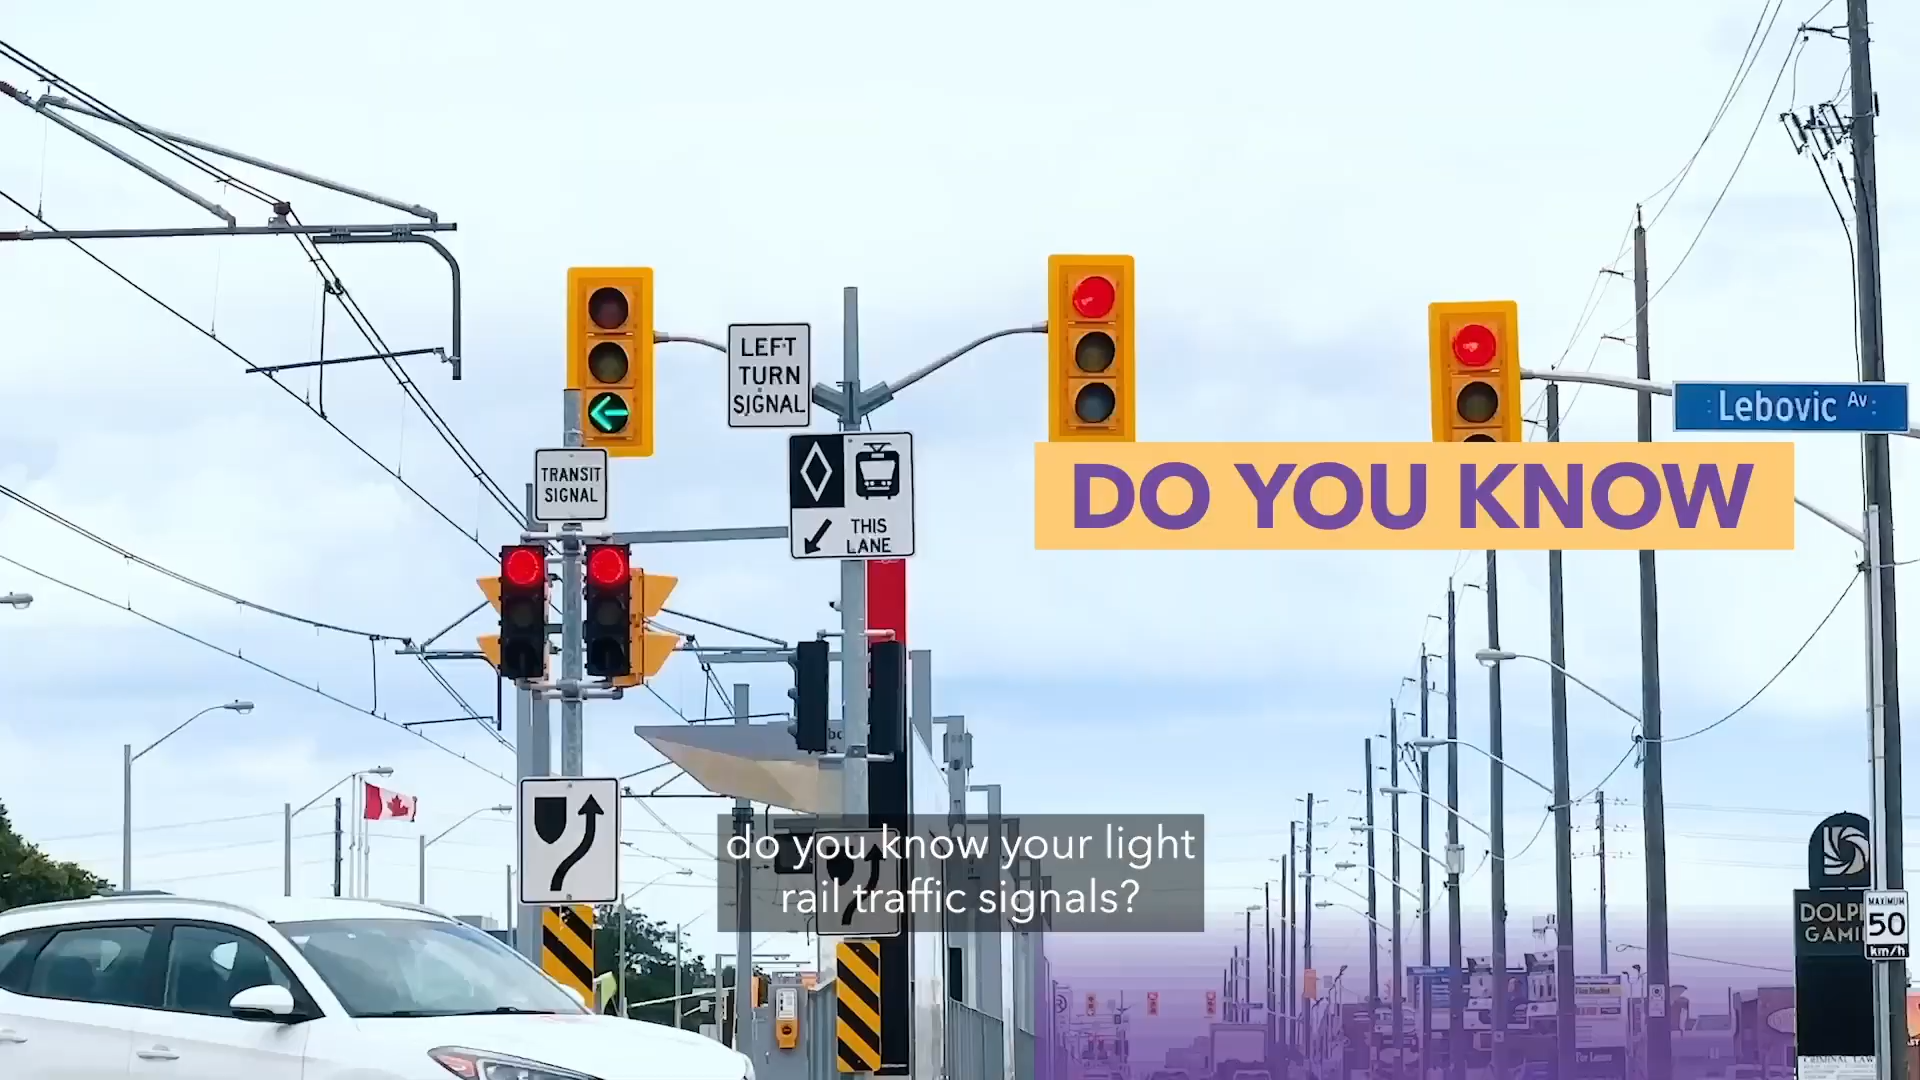 LEFT
TURN
SIGNAL
Lebovic Av
TRANSIT
SIGNAL
THIS
LANE
DO YOU KNOW
do you know your light
rail traffic signals?
MAXIMUM
50
km/h